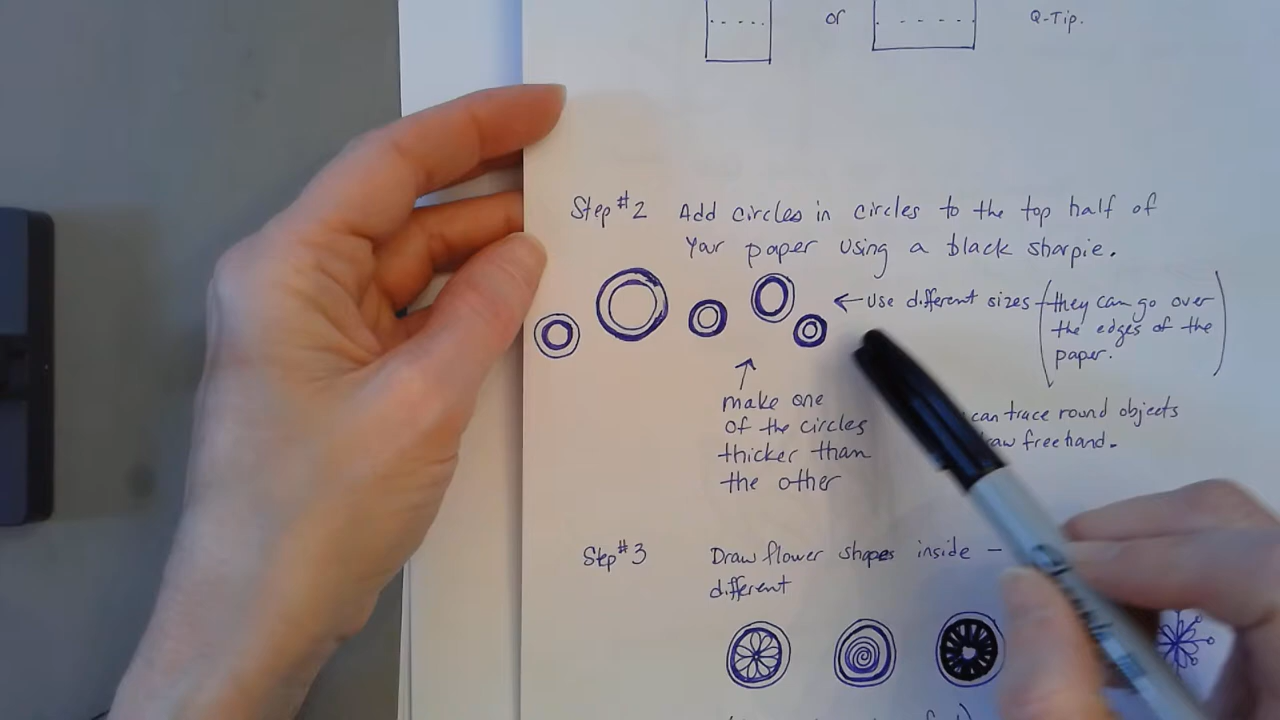 or
Q-Tip.
Step #2 Add circles in circles to the top half of
your paper using a black sharpie.
← Use different sizes - (they can go over
the edges of the
paper.)
make one
of the circles
thicker than
the other
can trace round objects
draw freehand.
Step #3 Draw flower shapes inside -
different